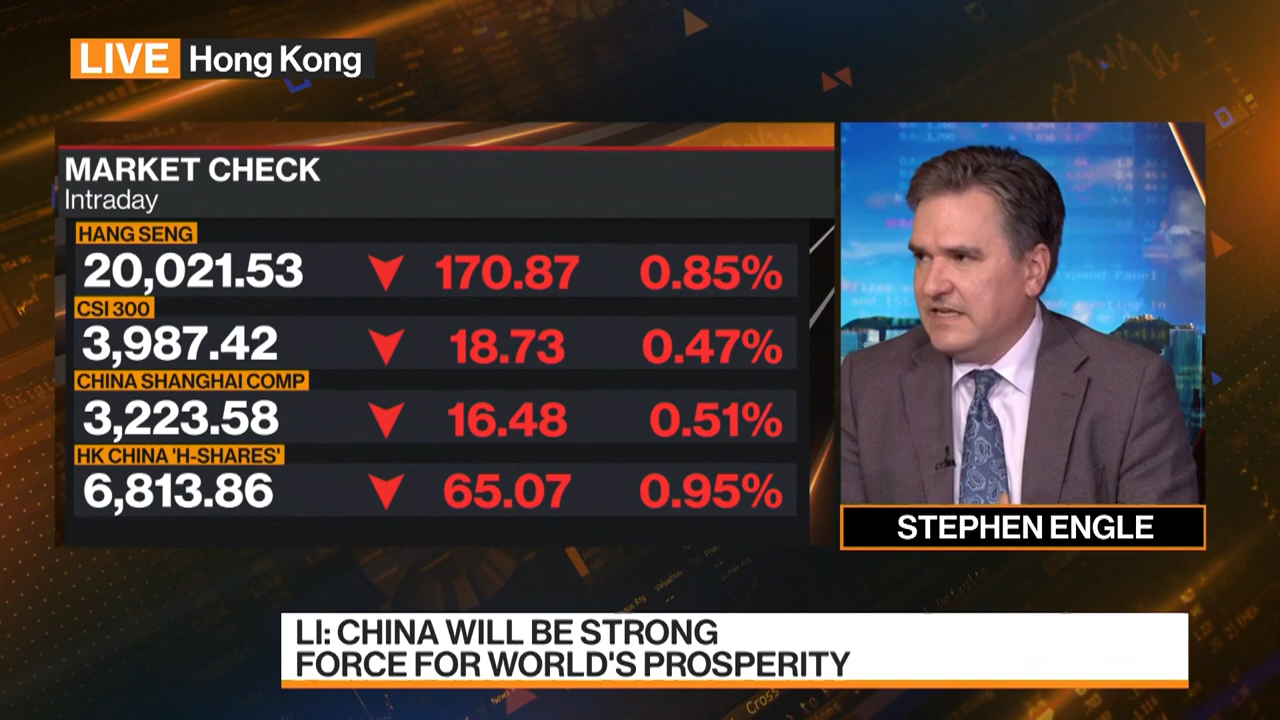 LIVE Hong Kong
MARKET CHECK
Intraday
HANG SENG
20,021.53 170.87 0.85%
CSI 300
3,987.42 18.73 0.47%
CHINA SHANGHAI COMP
3,223.58 16.48 0.51%
HK CHINA 'H-SHARES'
6,813.86 65.07 0.95%
STEPHEN ENGLE
LI: CHINA WILL BE STRONG
FORCE FOR WORLD'S PROSPERITY